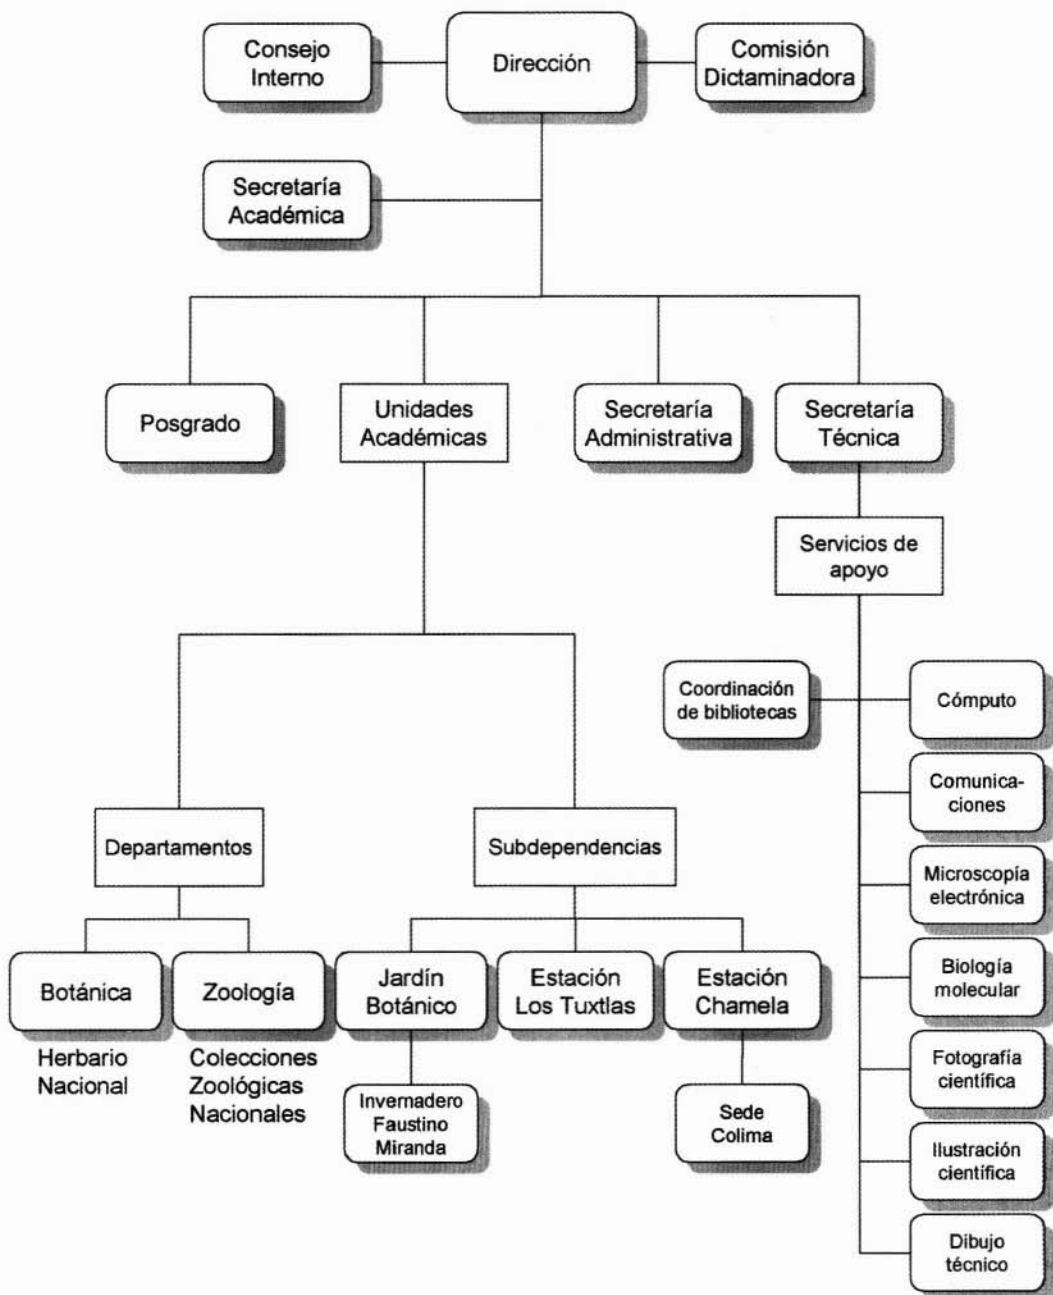 Consejo
Interno
Dirección
Comisión
Dictaminadora
Secretaría
Académica
Posgrado
Unidades
Académicas
Secretaría
Administrativa
Secretaría
Técnica
Servicios de
apoyo
Coordinación
de bibliotecas
Cómputo
Comunica-
ciones
Microscopía
electrónica
Biología
molecular
Fotografía
científica
Ilustración
científica
Dibujo
técnico
Departamentos
Subdependencias
Botánica
Zoología
Jardín
Botánico
Estación
Los Tuxtlas
Estación
Chamela
Herbario
Nacional
Colecciones
Zoológicas
Nacionales
Invernadero
Faustino
Miranda
Sede
Colima